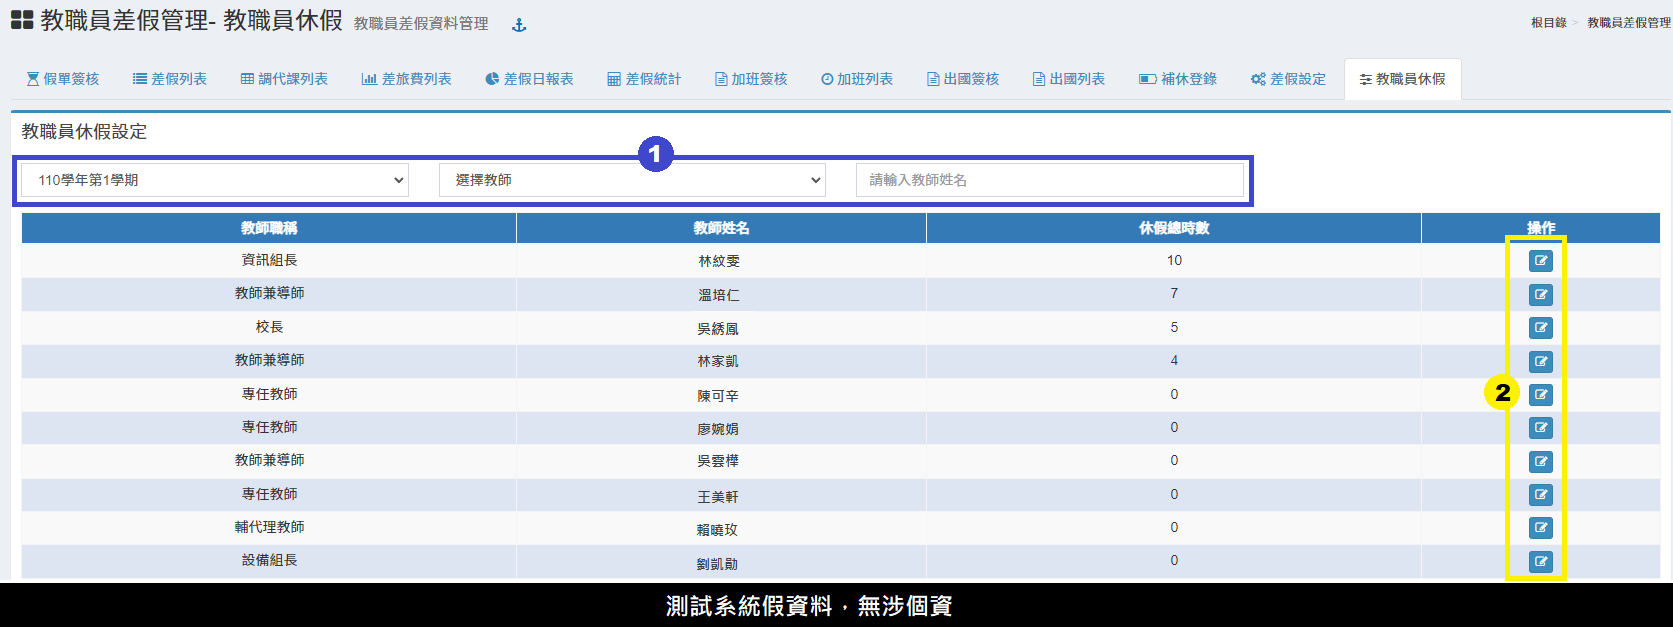 教職員差假管理- 教職員休假 教職員差假資料管理
根目錄 > 教職員差假管理
假單簽核 差假列表 調代課列表 差旅費列表 差假日報表 差假統計 加班簽核 加班列表 出國簽核 出國列表 補休登錄 差假設定 教職員休假
教職員休假設定
1
110學年第1學期 選擇教師 請輸入教師姓名
教師職稱 教師姓名 休假總時數 操作
資訊組長 林紋雯 10
教師兼導師 溫培仁 7
校長 吳綉鳳 5
教師兼導師 林家凱 4
專任教師 陳可辛 0
2
專任教師 廖婉娟 0
教師兼導師 吳雲樺 0
專任教師 王美軒 0
輔代理教師 賴曉玫 0
設備組長 劉凱勛 0
測試系統假資料，無涉個資